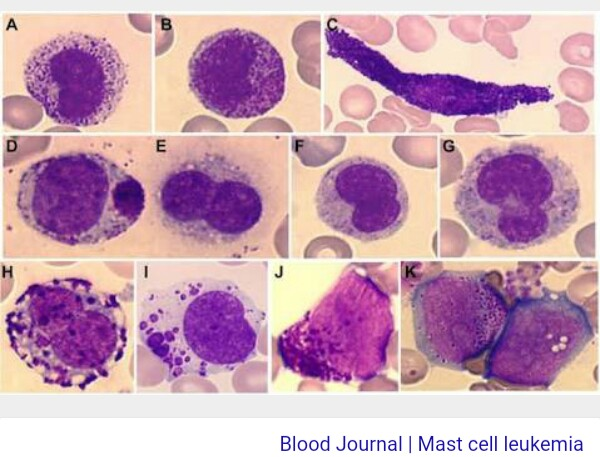 A B C
D E F G
H I J K
Blood Journal | Mast cell leukemia